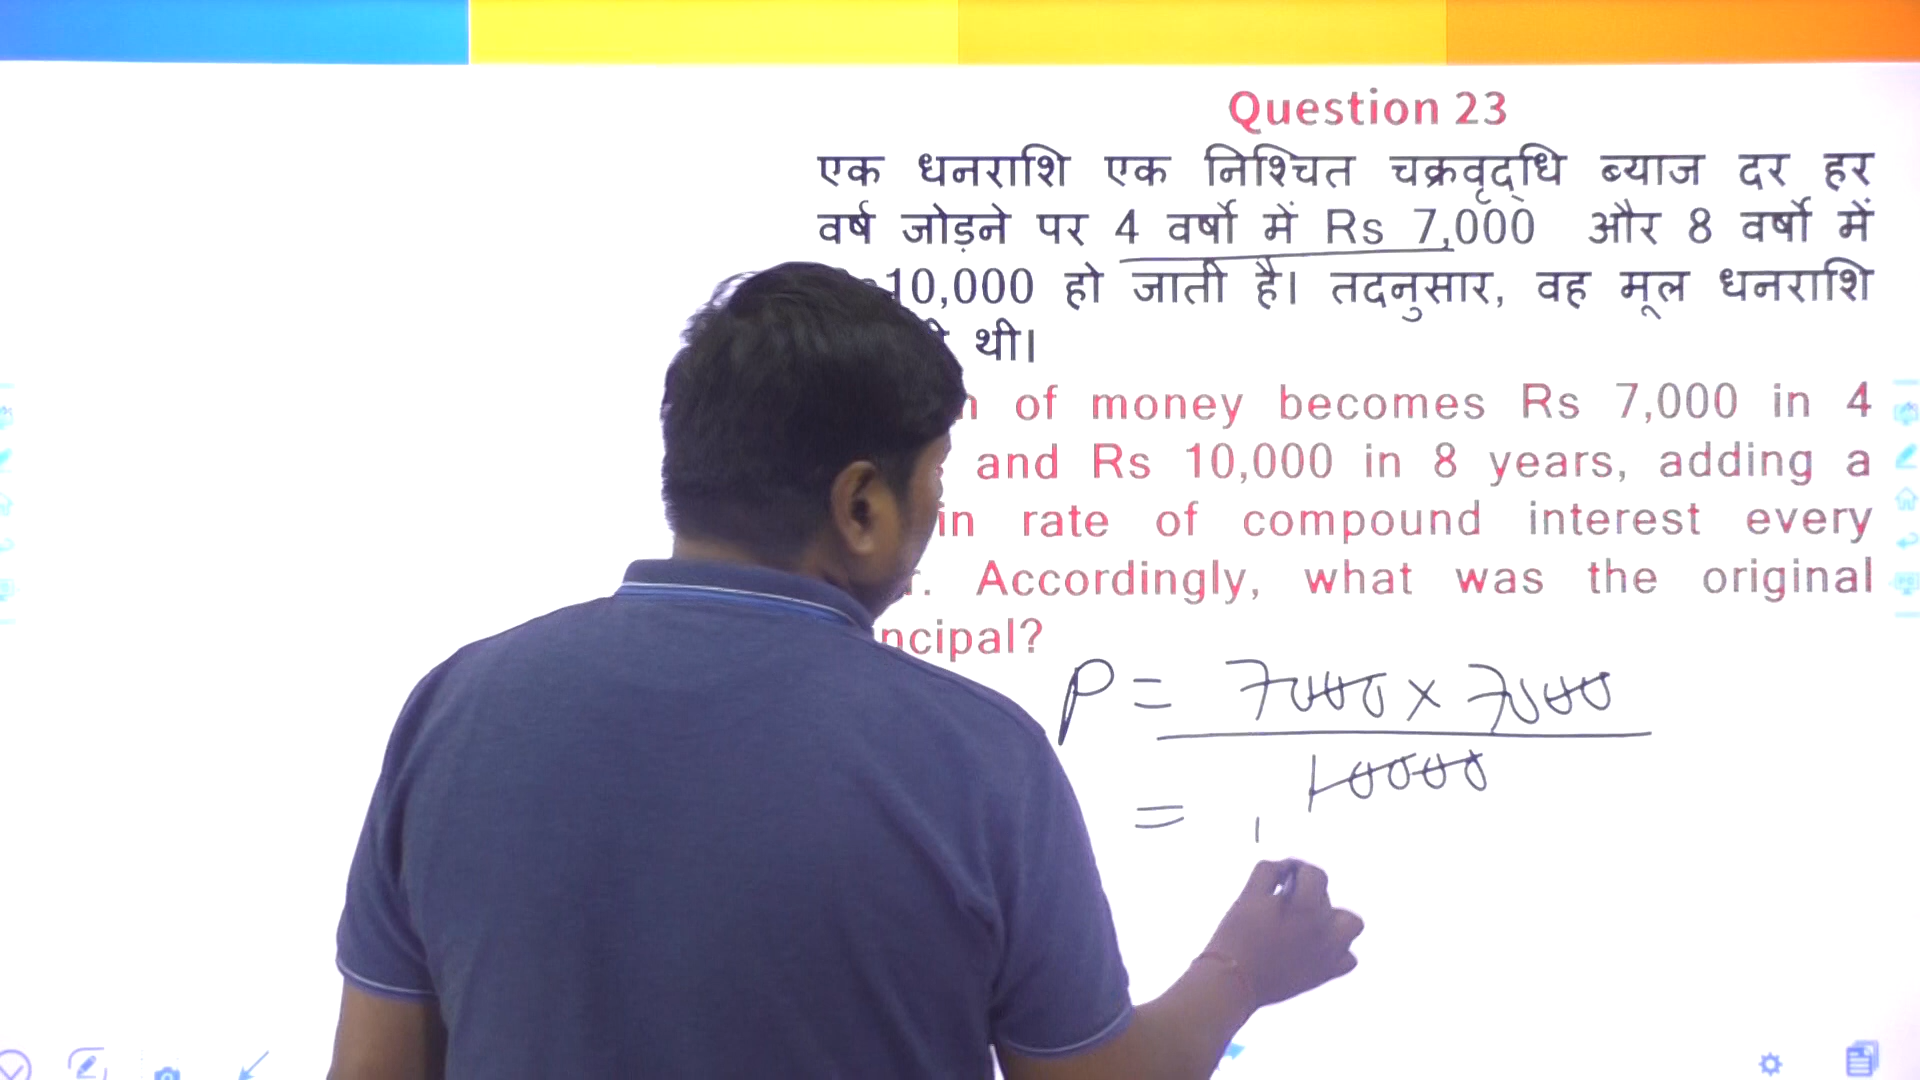 Question 23
एक धनराशि एक निश्चित चक्रवृद्धि ब्याज दर हर
वर्ष जोड़ने पर 4 वर्षो में Rs 7,000 और 8 वर्षो में
10,000 हो जाती है। तदनुसार, वह मूल धनराशि
थी।
of money becomes Rs 7,000 in 4
and Rs 10,000 in 8 years, adding a
in rate of compound interest every
Accordingly, what was the original
ncipal?
P = 7000 × 7000
10000
=